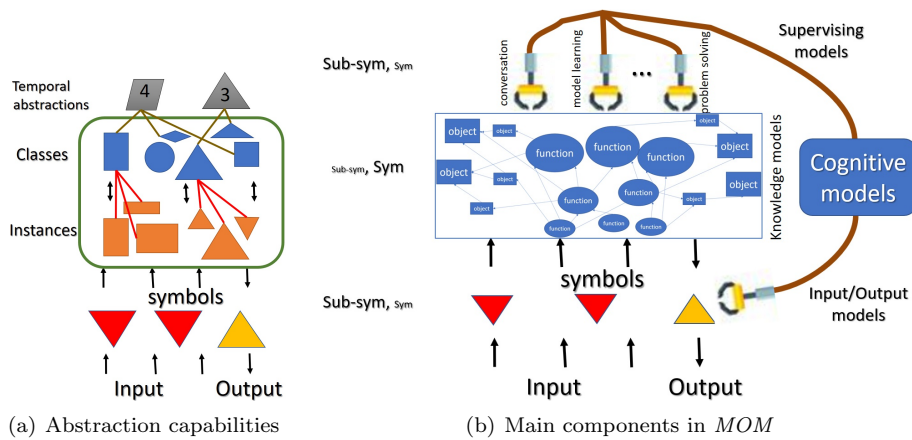 Temporal
abstractions
4
3
Classes
Instances
symbols
Input
Output
(a) Abstraction capabilities
Sub-sym, Sym
Sub-sym, Sym
Sub-sym, Sym
conversation
model learning
...
problem solving
Supervising
models
object
object
object
object
object
object
object
object
object
function
function
function
function
function
function
function
function
Knowledge models
Cognitive
models
symbols
Input/Output
models
Input
Output
(b) Main components in MOM